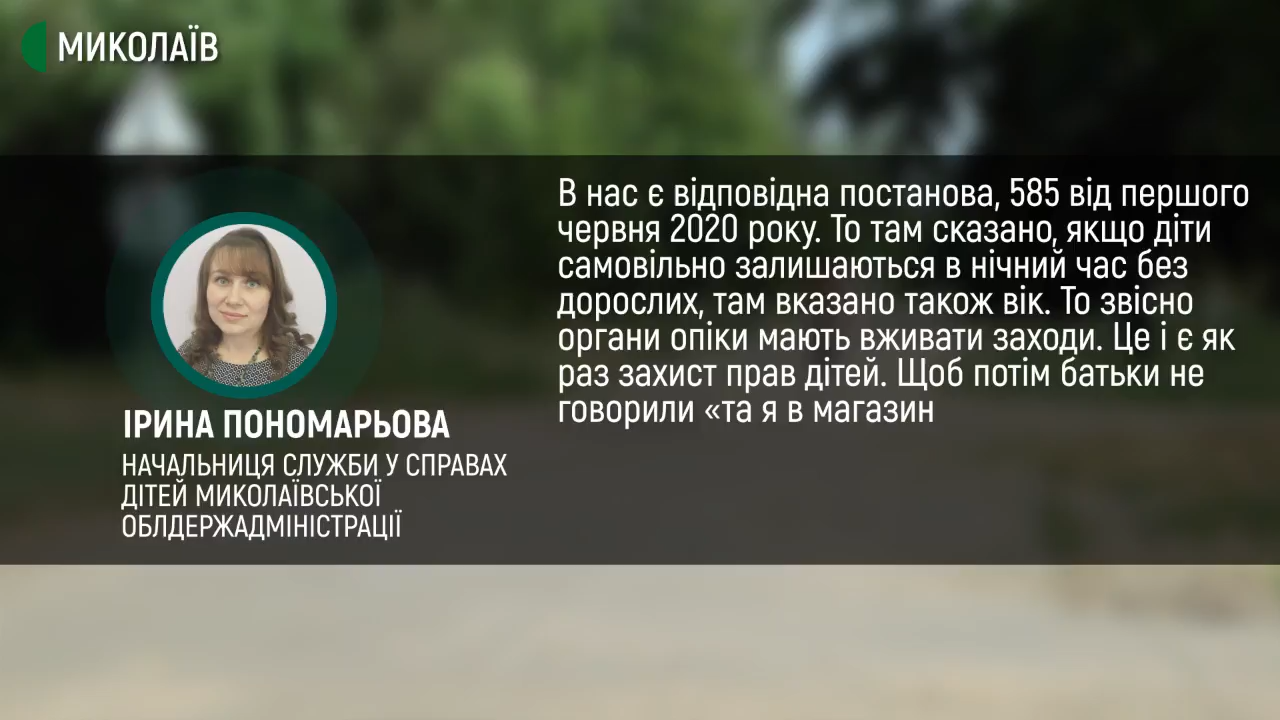 МИКОЛАЇВ
В нас є відповідна постанова, 585 від першого
червня 2020 року. То там сказано, якщо діти
самовільно залишаються в нічний час без
дорослих, там вказано також вік. То звісно
органи опіки мають вживати заходи. Це і є як
раз захист прав дітей. Щоб потім батьки не
говорили «та я в магазин
ІРИНА ПОНОМАРЬОВА
НАЧАЛЬНИЦЯ СЛУЖБИ У СПРАВАХ
ДІТЕЙ МИКОЛАЇВСЬКОЇ
ОБЛДЕРЖАДМІНІСТРАЦІЇ